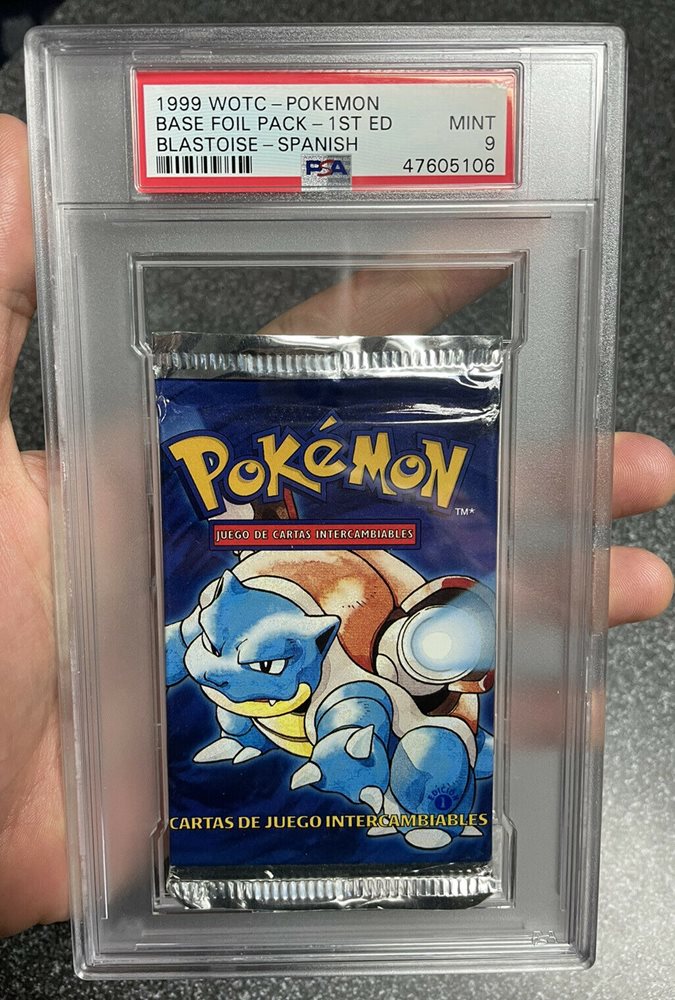 1999 WOTC - POKEMON
BASE FOIL PACK - 1ST ED MINT
BLASTOISE - SPANISH 9
PSA 47605106
POKéMON
TM*
JUEGO DE CARTAS INTERCAMBIABLES
EDICIÓN
1
CARTAS DE JUEGO INTERCAMBIABLES
PSA